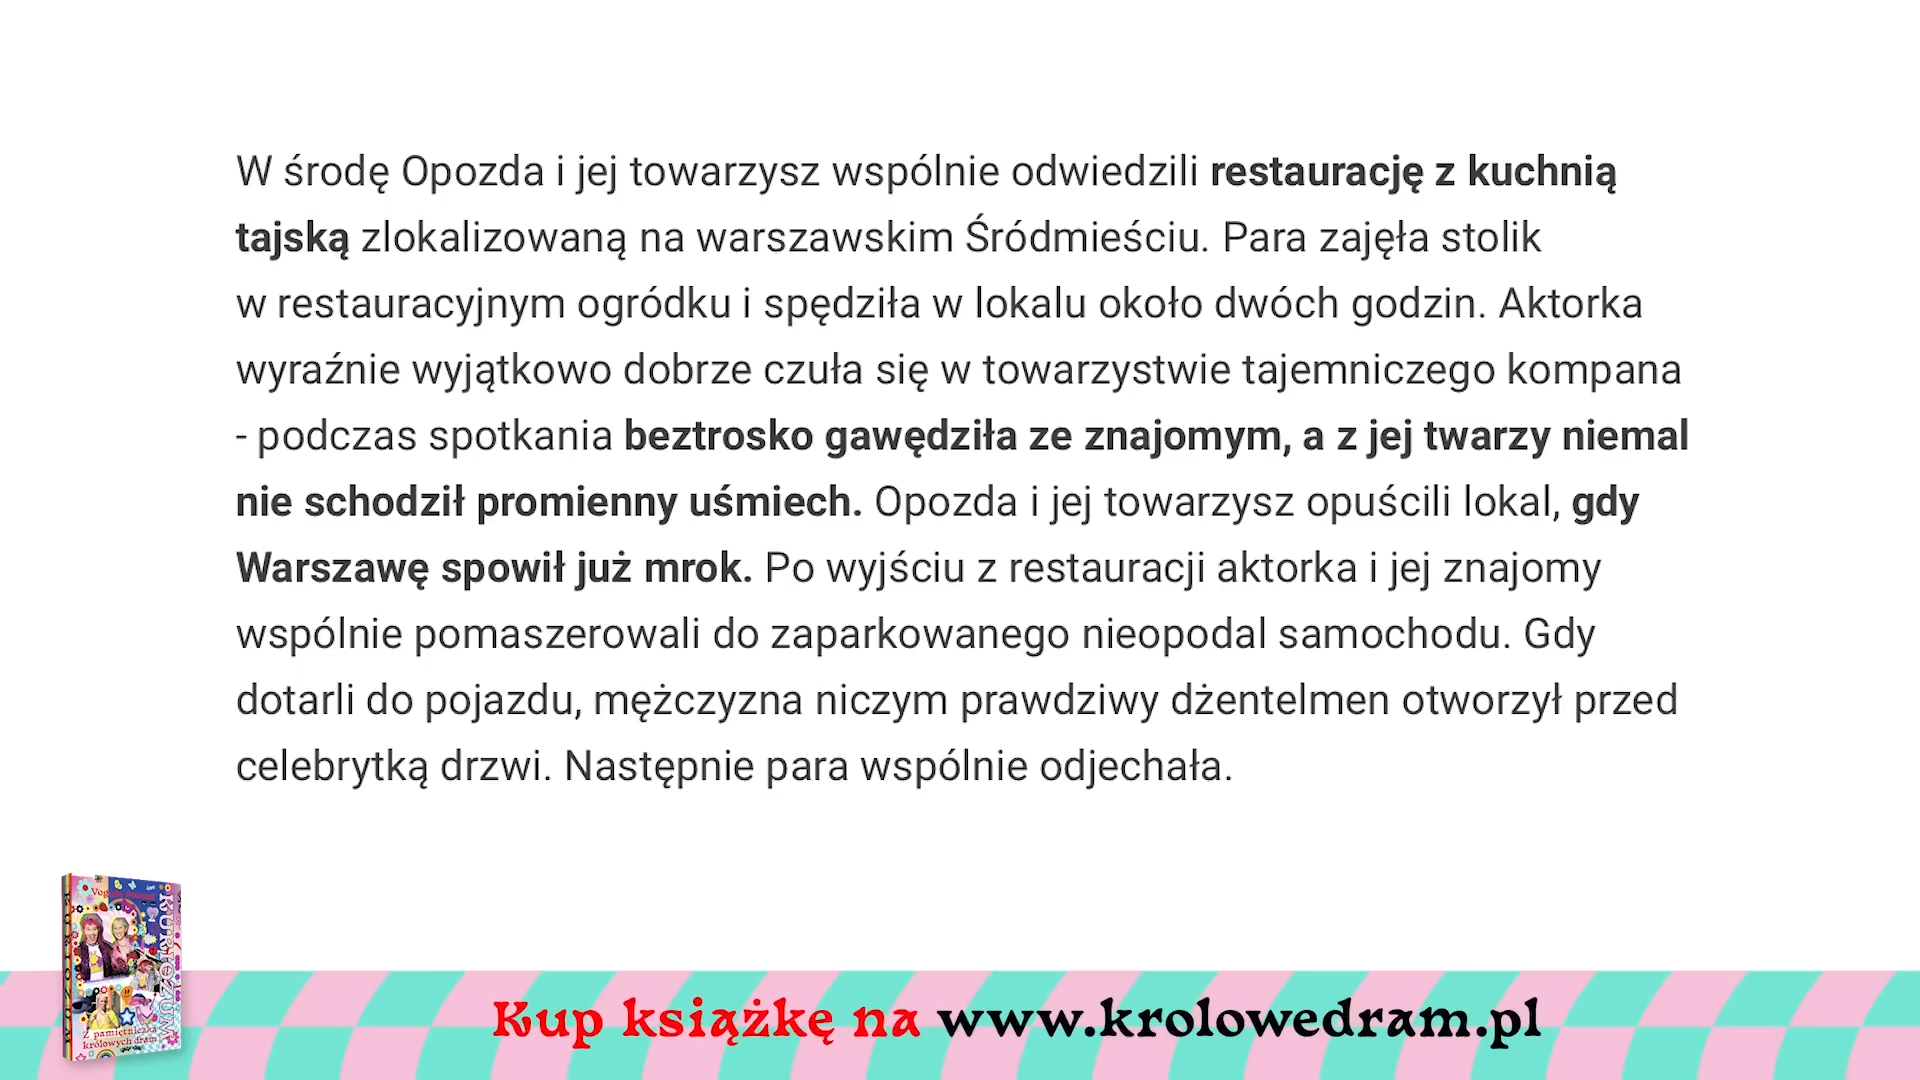 W środę Opozda i jej towarzysz wspólnie odwiedzili restaurację z kuchnią
tajską zlokalizowaną na warszawskim Śródmieściu. Para zajęła stolik
w restauracyjnym ogródku i spędziła w lokalu około dwóch godzin. Aktorka
wyraźnie wyjątkowo dobrze czuła się w towarzystwie tajemniczego kompana
- podczas spotkania beztrosko gawędziła ze znajomym, a z jej twarzy niemal
nie schodził promienny uśmiech. Opozda i jej towarzysz opuścili lokal, gdy
Warszawę spowił już mrok. Po wyjściu z restauracji aktorka i jej znajomy
wspólnie pomaszerowali do zaparkowanego nieopodal samochodu. Gdy
dotarli do pojazdu, mężczyzna niczym prawdziwy dżentelmen otworzył przed
celebrytką drzwi. Następnie para wspólnie odjechała.
Z pamiętniczka
królowych dram
Kup książkę na www.krolowedram.pl